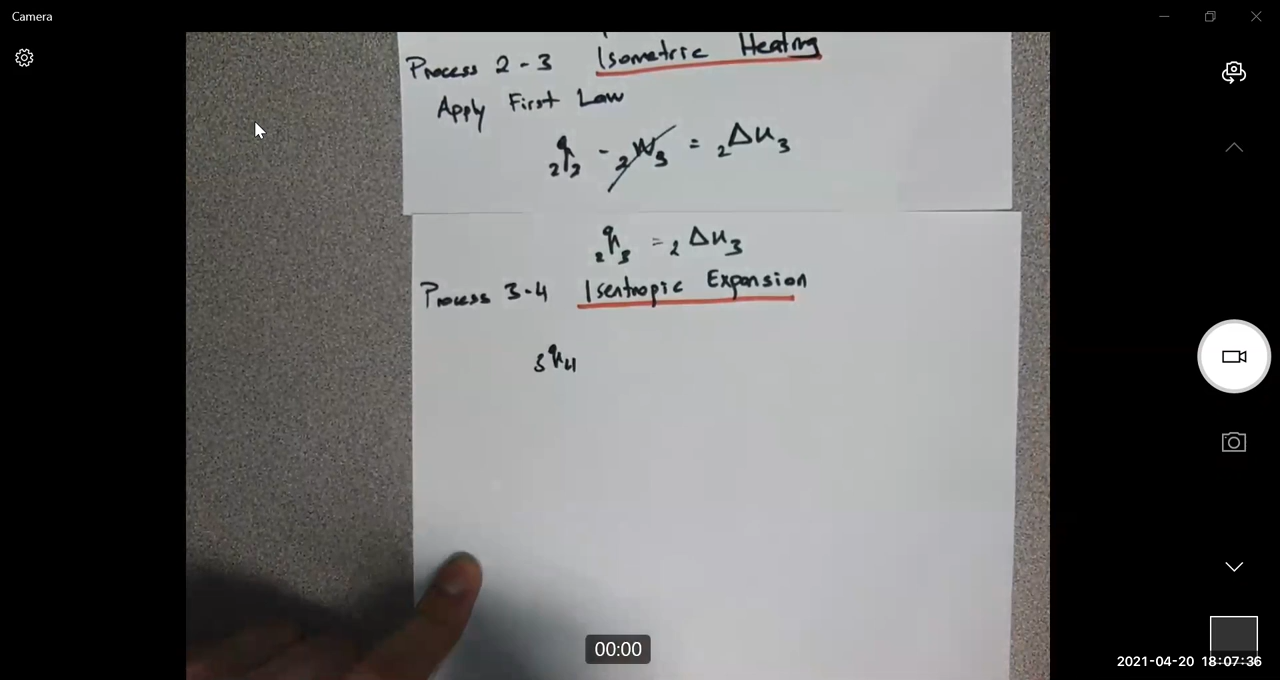 Camera
Process 2-3 Isometric Heating
Apply First Law
₂q₂ - ₂W₃ = ₂Δu₃
₂q₃ = ₂Δu₃
Process 3-4 Isentropic Expansion
₃q₄
00:00
2021-04-20 18:07:36